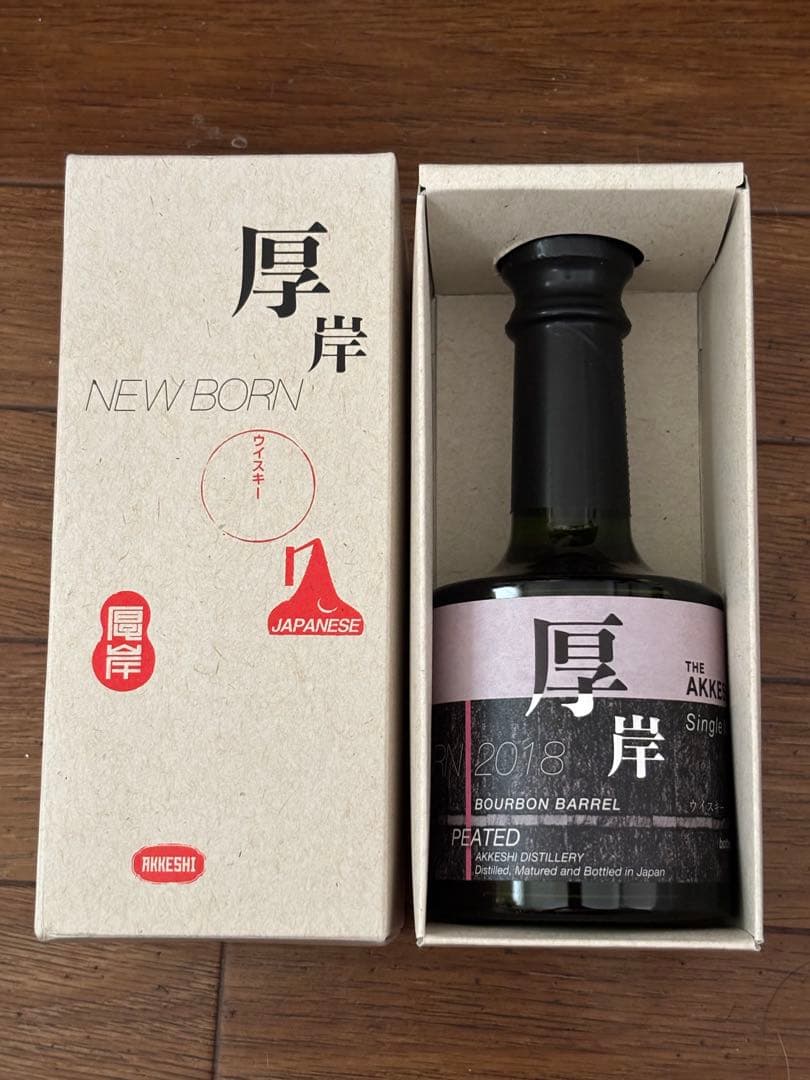 厚岸
NEW BORN
ウイスキー
JAPANESE
厚岸
AKKESHI
厚岸
THE
Single
2018
BOURBON BARREL
ウイスキー
PEATED
AKKESHI DISTILLERY
Distilled, Matured and Bottled in Japan